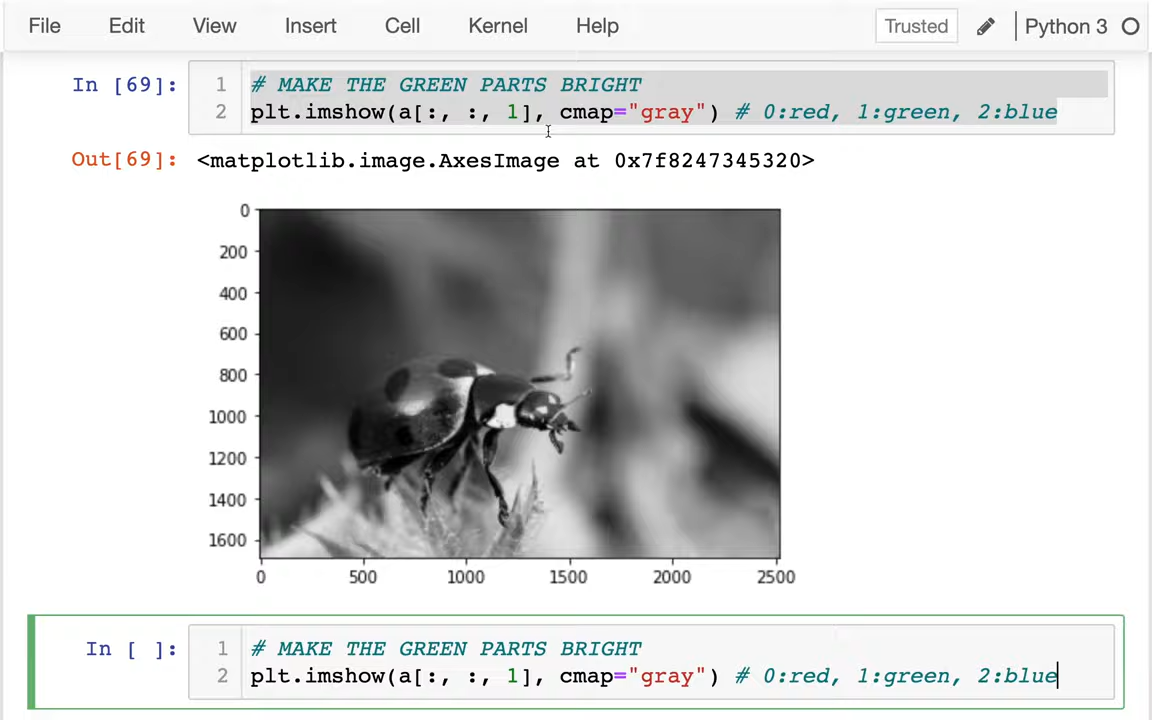 File Edit View Insert Cell Kernel Help Trusted Python 3
In [69]:
1 # MAKE THE GREEN PARTS BRIGHT
2 plt.imshow(a[:, :, 1], cmap="gray") # 0:red, 1:green, 2:blue
Out[69]: <matplotlib.image.AxesImage at 0x7f8247345320>
0
200
400
600
800
1000
1200
1400
1600
0 500 1000 1500 2000 2500
In [ ]:
1 # MAKE THE GREEN PARTS BRIGHT
2 plt.imshow(a[:, :, 1], cmap="gray") # 0:red, 1:green, 2:blue